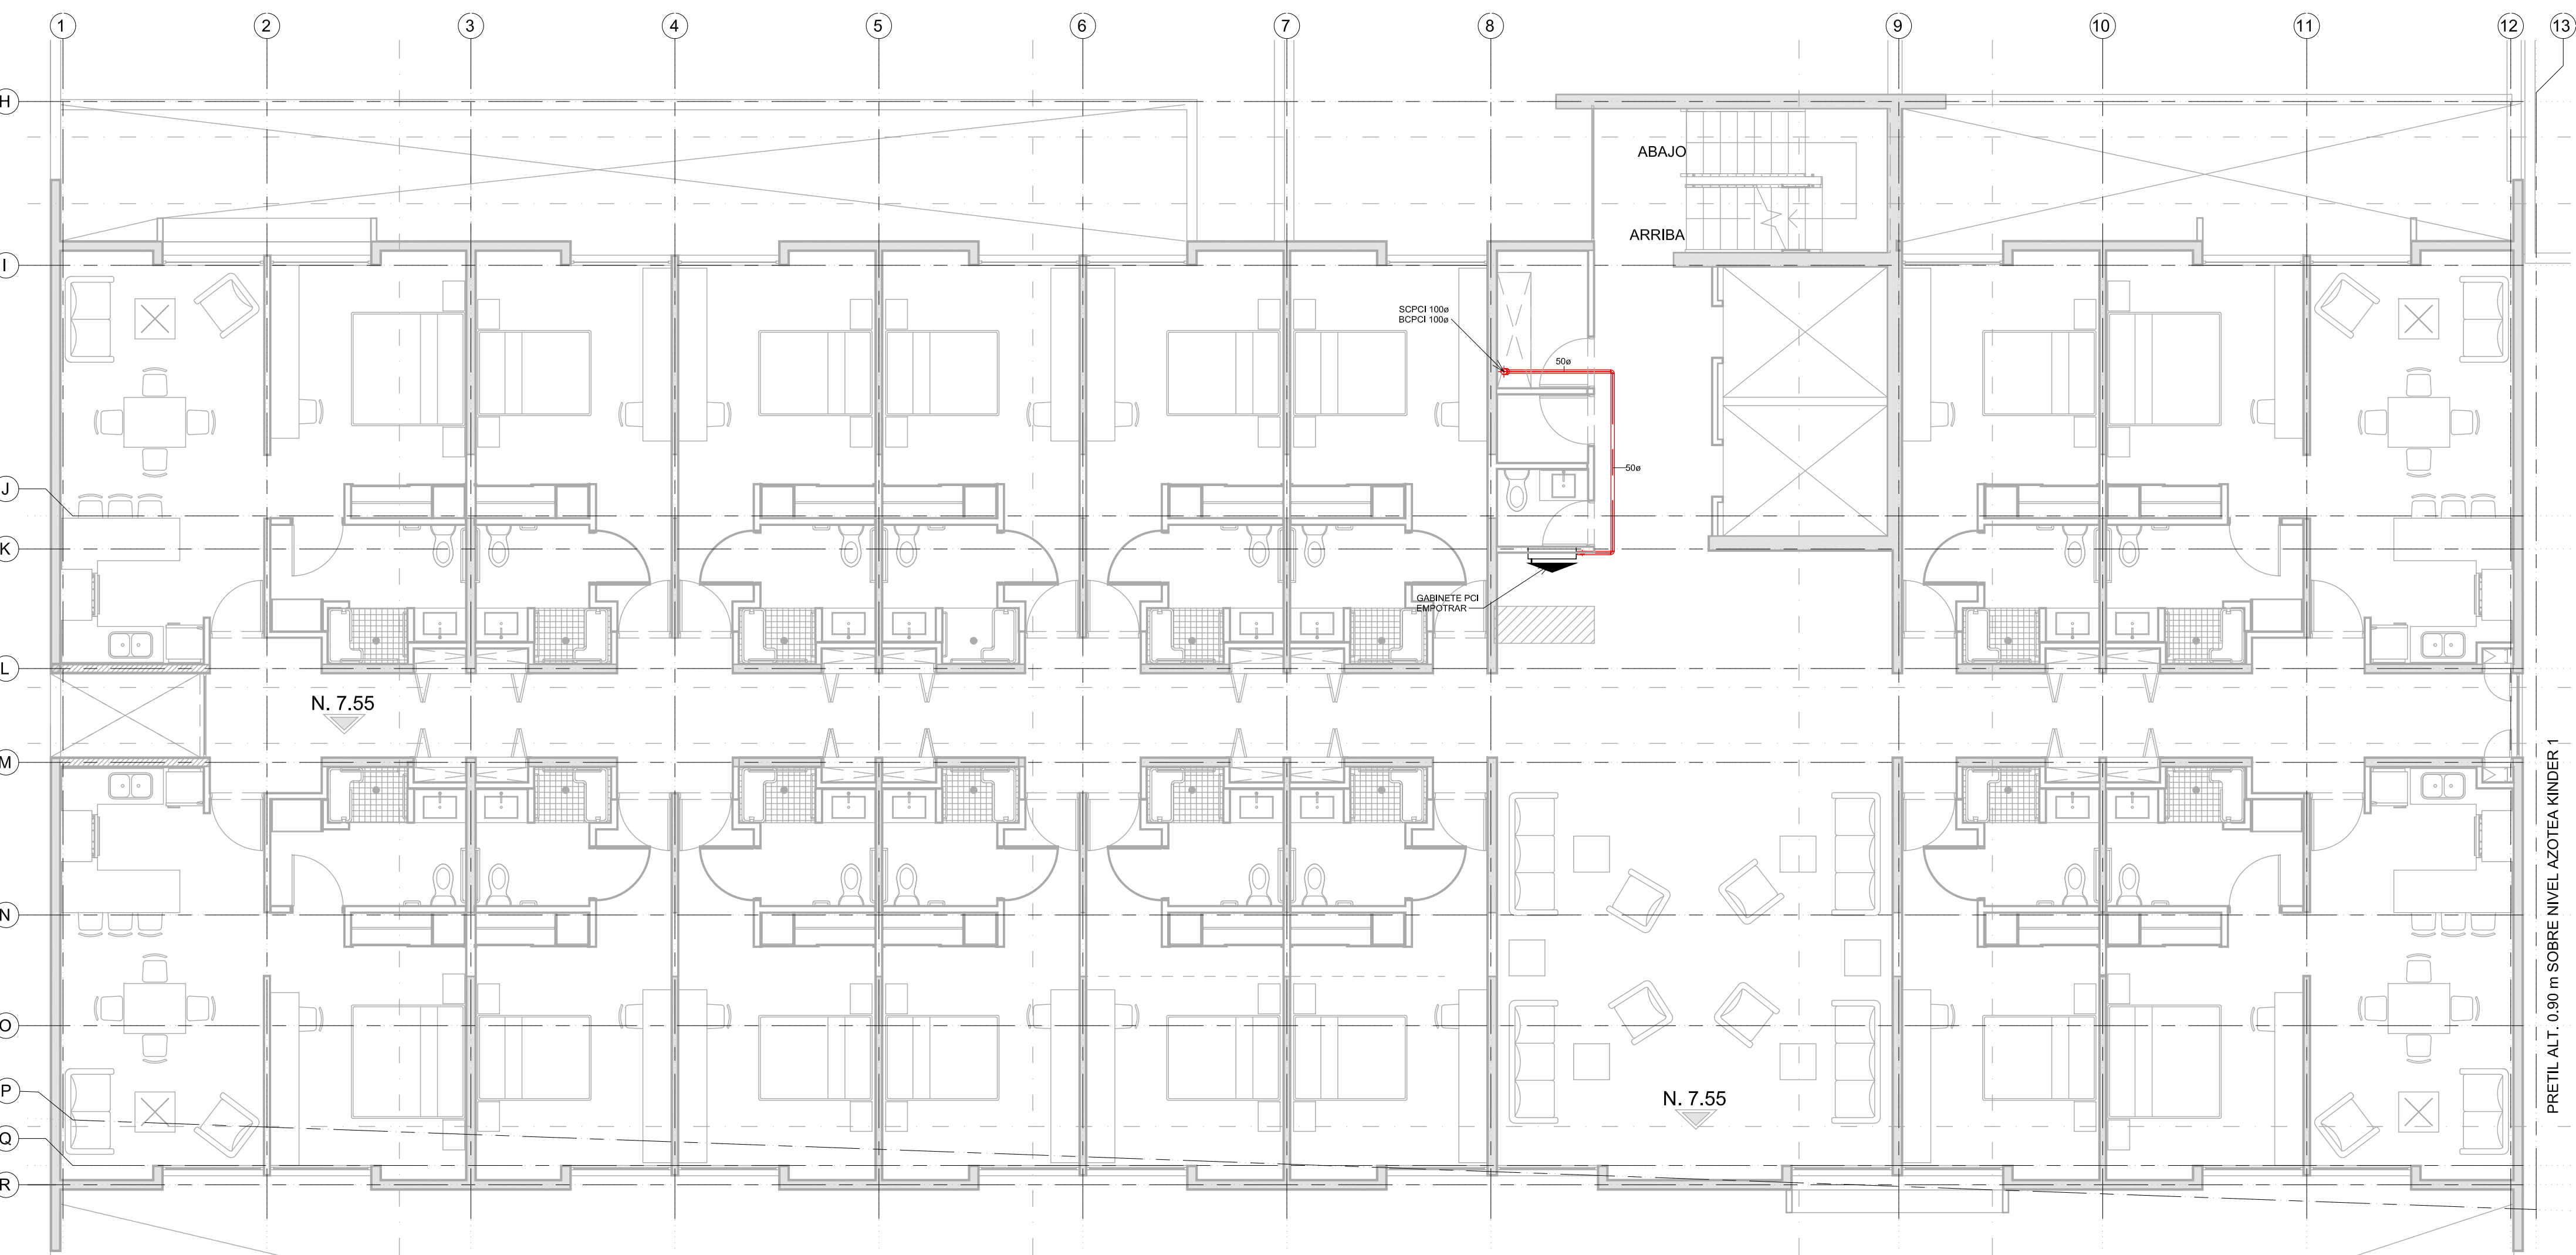 1
2
3
4
5
6
7
8
9
10
11
12
13
H
ABAJO
ARRIBA
I
SCPCI 100ø
BCPCI 100ø
50ø
50ø
J
K
GABINETE PCI
EMPOTRAR
L
N. 7.55
M
N
O
P
N. 7.55
Q
R
PRETIL ALT. 0.90 m SOBRE NIVEL AZOTEA KINDER 1